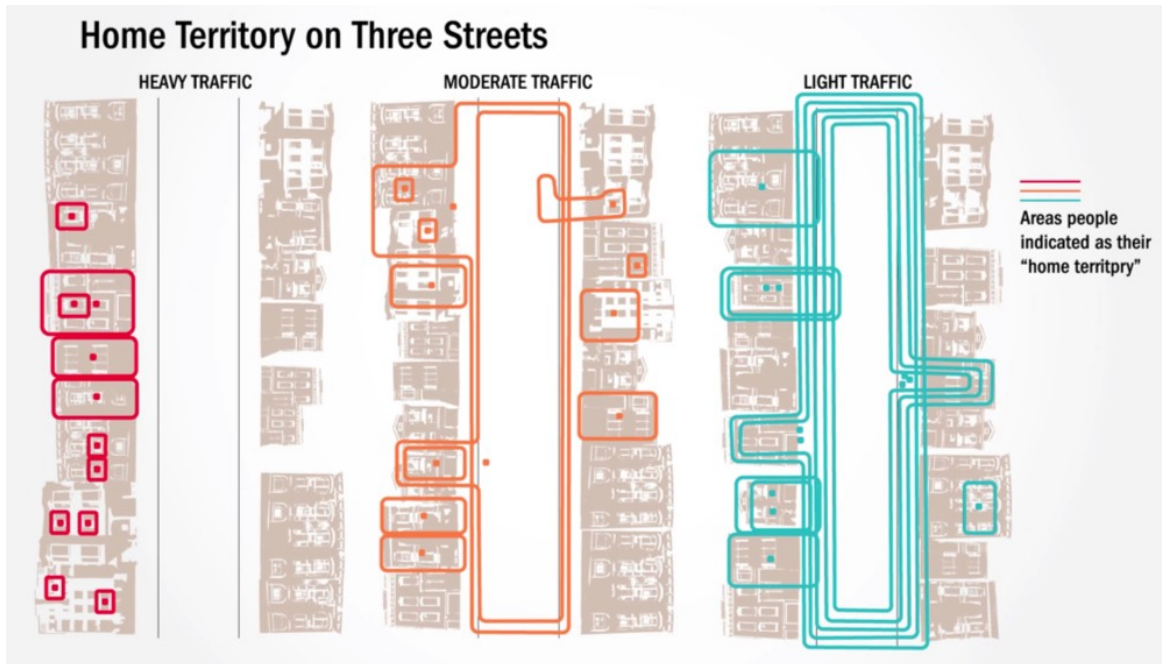 Home Territory on Three Streets
HEAVY TRAFFIC
MODERATE TRAFFIC
LIGHT TRAFFIC
Areas people
indicated as their
“home territpry”